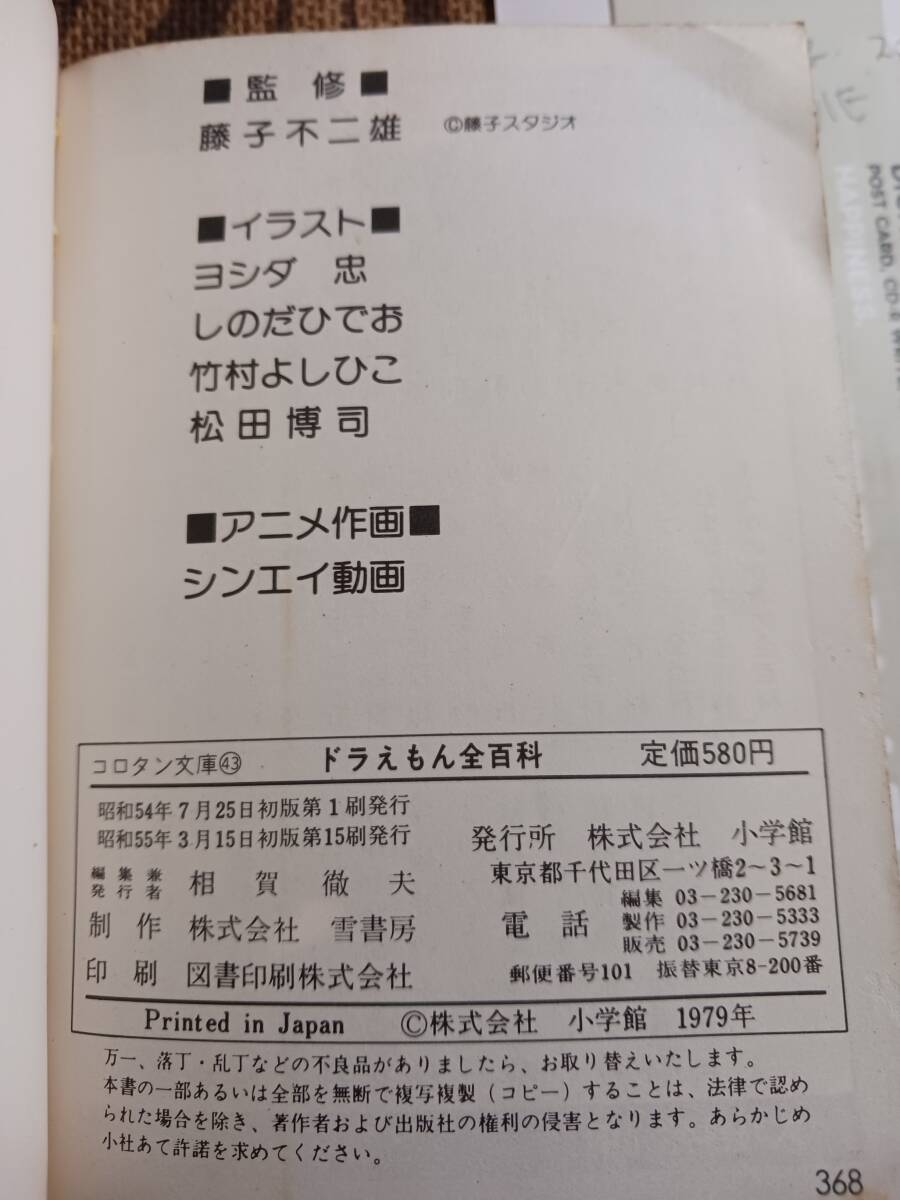 ■監修■
藤子不二雄 ©藤子スタジオ
■イラスト■
ヨシダ 忠
しのだひでお
竹村よしひこ
松田博司
■アニメ作画■
シンエイ動画
コロタン文庫㊸ ドラえもん全百科 定価580円
昭和54年7月25日初版第1刷発行
昭和55年3月15日初版第15刷発行
編集兼
発行者 相賀徹夫
制作 株式会社 雪書房
印刷 図書印刷株式会社
発行所 株式会社 小学館
東京都千代田区一ツ橋2~3~1
編集 03-230-5681
電話 製作 03-230-5333
販売 03-230-5739
郵便番号101 振替東京8-200番
Printed in Japan ©株式会社 小学館 1979年
万一、落丁・乱丁などの不良品がありましたら、お取り替えいたします。
本書の一部あるいは全部を無断で複写複製(コピー)することは、法律で認め
られた場合を除き、著作者および出版社の権利の侵害となります。あらかじめ
小社あて許諾を求めてください。
368
POST CARD, CD-E
HAPPINESS